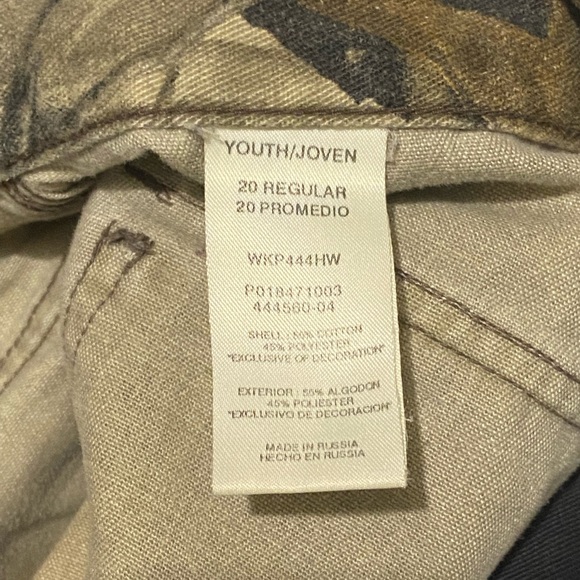 YOUTH/JOVEN
20 REGULAR
20 PROMEDIO
WKP444HW
P018471003
444560-04
SHELL : 55% COTTON
45% POLYESTER
"EXCLUSIVE OF DECORATION"
EXTERIOR : 55% ALGODON
45% POLIESTER
"EXCLUSIVO DE DECORACION"
MADE IN RUSSIA
HECHO EN RUSSIA